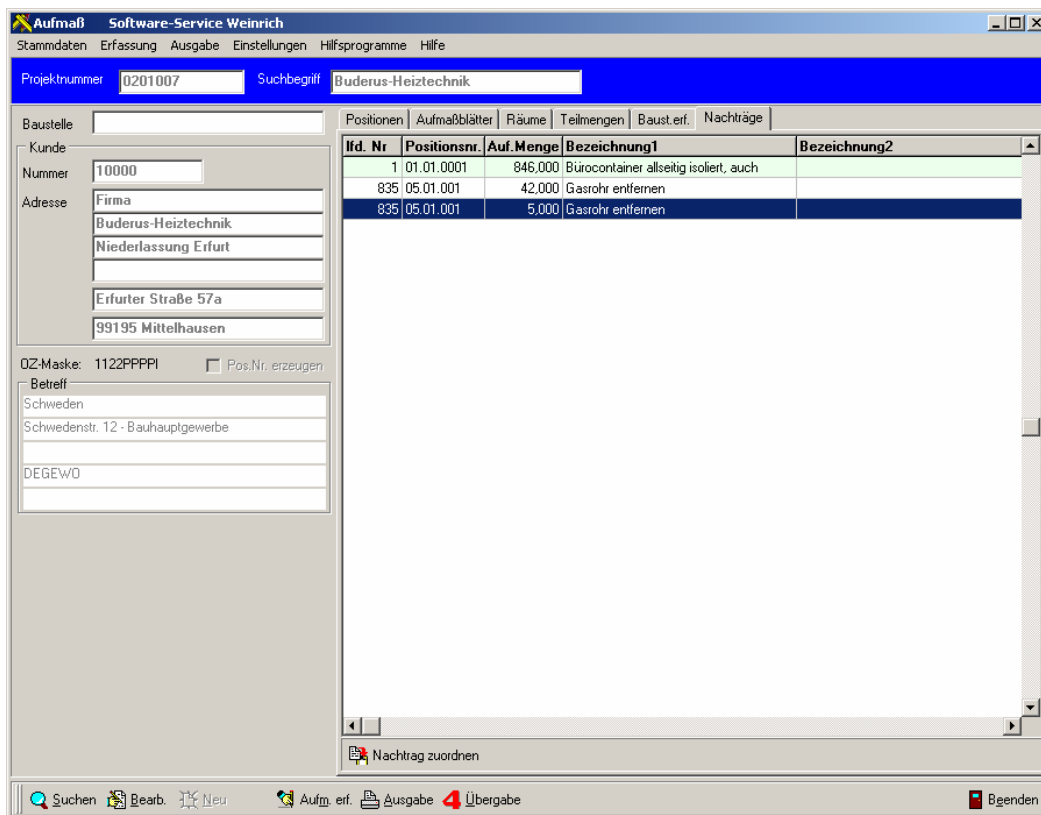 Aufmaß Software-Service Weinrich
Stammdaten Erfassung Ausgabe Einstellungen Hilfsprogramme Hilfe
Projektnummer 0201007 Suchbegriff Buderus-Heiztechnik
Baustelle
Kunde
Nummer 10000
Adresse Firma
Buderus-Heiztechnik
Niederlassung Erfurt
Erfurter Straße 57a
99195 Mittelhausen
OZ-Maske: 1122PPPPI Pos.Nr. erzeugen
Betreff
Schweden
Schwedenstr. 12 - Bauhauptgewerbe
DEGEWO
Positionen Aufmaßblätter Räume Teilmengen Baust.erf. Nachträge
lfd. Nr Positionsnr. Auf.Menge Bezeichnung1 Bezeichnung2
1 01.01.0001 846,000 Bürocontainer allseitig isoliert, auch
835 05.01.001 42,000 Gasrohr entfernen
835 05.01.001 5,000 Gasrohr entfernen
Nachtrag zuordnen
Suchen Bearb. Neu Aufm. erf. Ausgabe 4 Übergabe Beenden